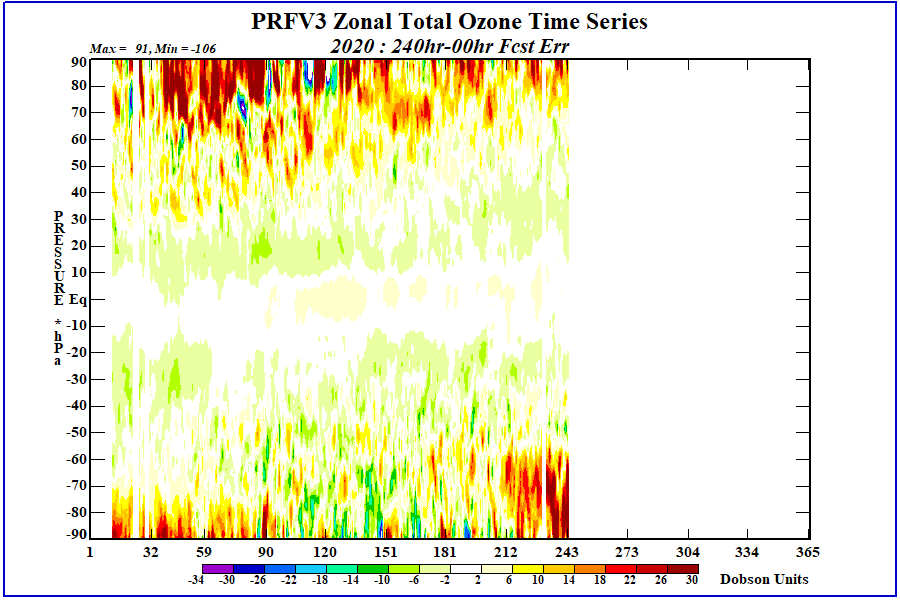 PRFV3 Zonal Total Ozone Time Series
Max = 91, Min = -106
2020 : 240hr-00hr Fcst Err
PRESSURE * hPa
90
80
70
60
50
40
30
20
10
Eq
-10
-20
-30
-40
-50
-60
-70
-80
-90
1 32 59 90 120 151 181 212 243 273 304 334 365
-34 -30 -26 -22 -18 -14 -10 -6 -2 2 6 10 14 18 22 26 30
Dobson Units